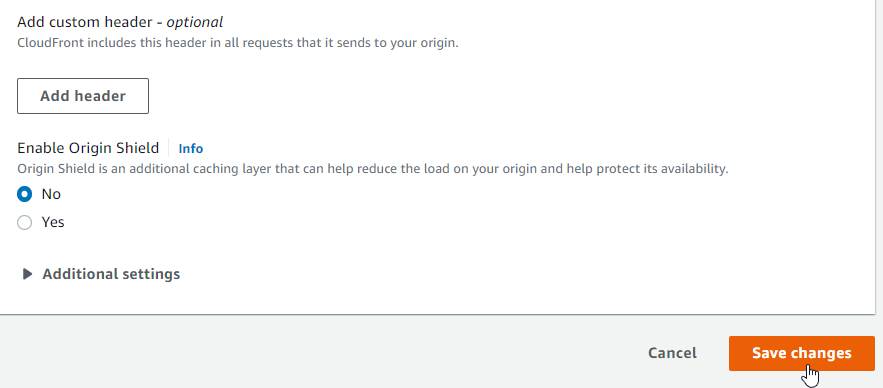 Add custom header - optional
CloudFront includes this header in all requests that it sends to your origin.
Add header
Enable Origin Shield Info
Origin Shield is an additional caching layer that can help reduce the load on your origin and help protect its availability.
No
Yes
Additional settings
Cancel Save changes